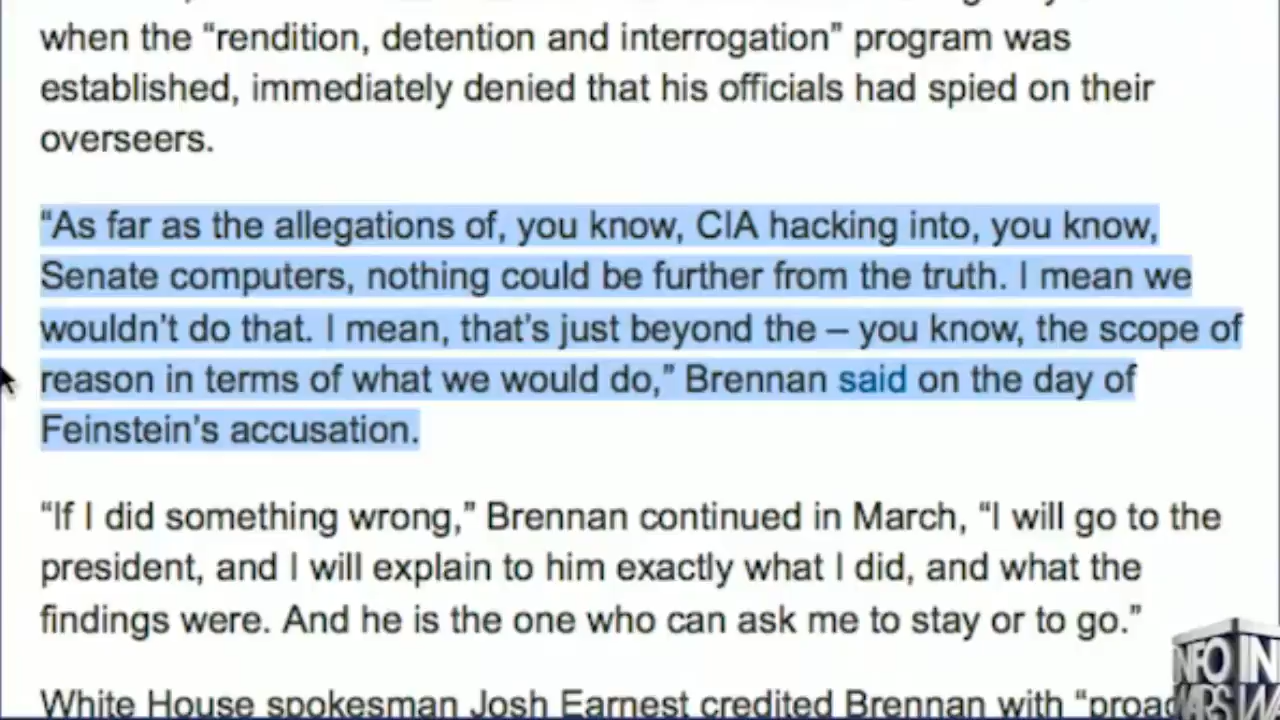 when the “rendition, detention and interrogation” program was
established, immediately denied that his officials had spied on their
overseers.
“As far as the allegations of, you know, CIA hacking into, you know,
Senate computers, nothing could be further from the truth. I mean we
wouldn’t do that. I mean, that’s just beyond the – you know, the scope of
reason in terms of what we would do,” Brennan said on the day of
Feinstein’s accusation.
“If I did something wrong,” Brennan continued in March, “I will go to the
president, and I will explain to him exactly what I did, and what the
findings were. And he is the one who can ask me to stay or to go.”
White House spokesman Josh Earnest credited Brennan with “proac
INFO IN
WARS WA